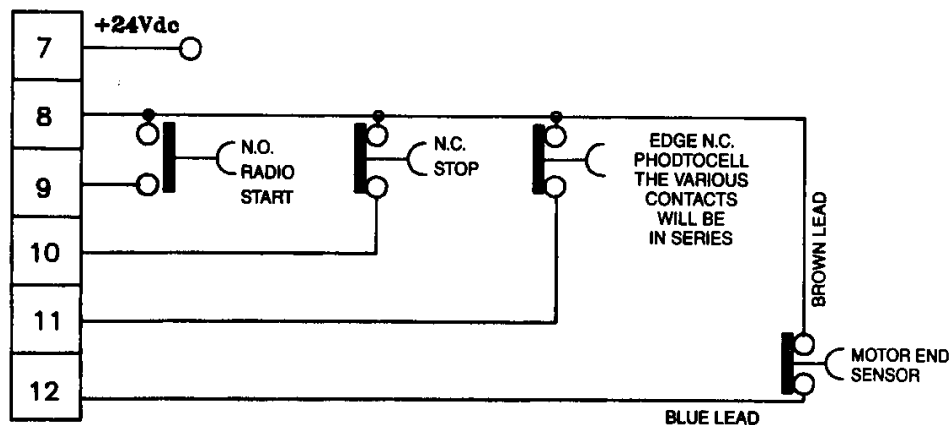 7
+24Vdc
8
9
10
11
12
N.O.
RADIO
START
N.C.
STOP
EDGE N.C.
PHODTOCELL
THE VARIOUS
CONTACTS
WILL BE
IN SERIES
BROWN LEAD
MOTOR END
SENSOR
BLUE LEAD